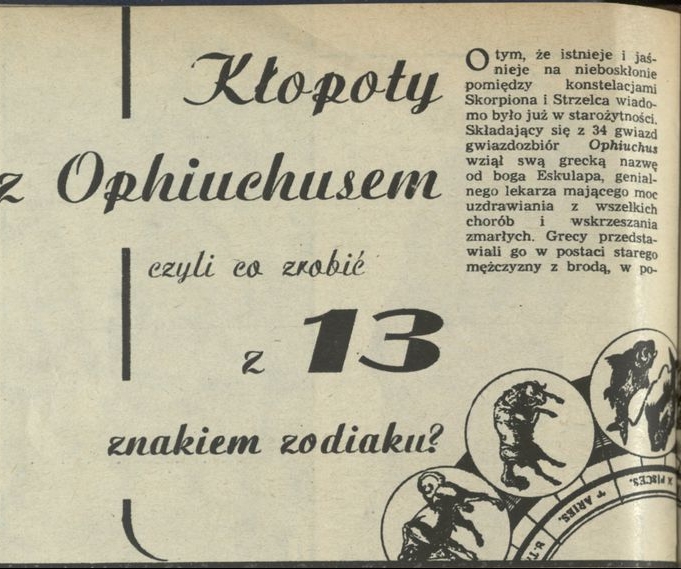 Kłopoty
z Ophiuchusem
czyli co zrobić
z 13
znakiem zodiaku?
O tym, że istnieje i jaś-
nieje na nieboskłonie
pomiędzy konstelacjami
Skorpiona i Strzelca wiado-
mo było już w starożytności.
Składający się z 34 gwiazd
gwiazdozbiór Ophiuchus
wziął swą grecką nazwę
od boga Eskulapa, genial-
nego lekarza mającego moc
uzdrawiania z wszelkich
chorób i wskrzeszania
zmarłych. Grecy przedsta-
wiali go w postaci starego
mężczyzny z brodą, w po-
♓ PISCES.
♈ ARIES.